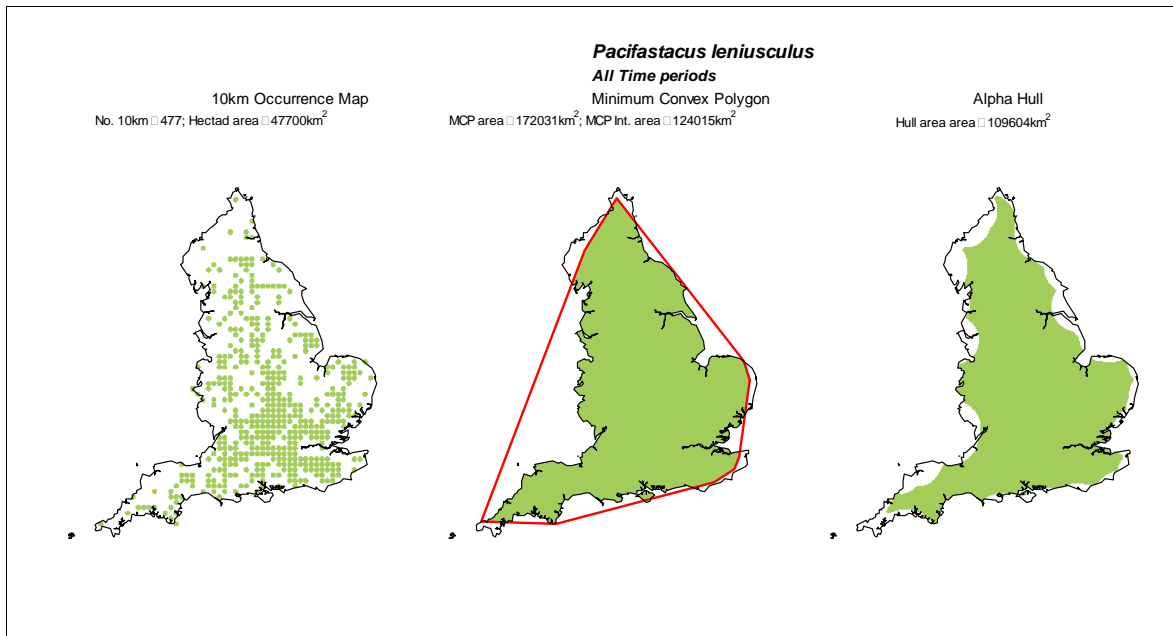 Pacifastacus leniusculus
All Time periods
10km Occurrence Map
No. 10km □ 477; Hectad area □ 47700km²
Minimum Convex Polygon
MCP area □ 172031km²; MCP Int. area □ 124015km²
Alpha Hull
Hull area area □ 109604km²